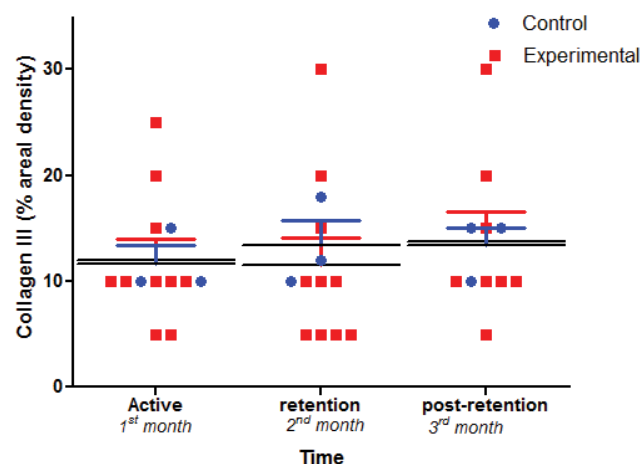 Control
Experimental
Collagen III (% areal density)
30
20
10
0
Active
1st month
retention
2nd month
post-retention
3rd month
Time